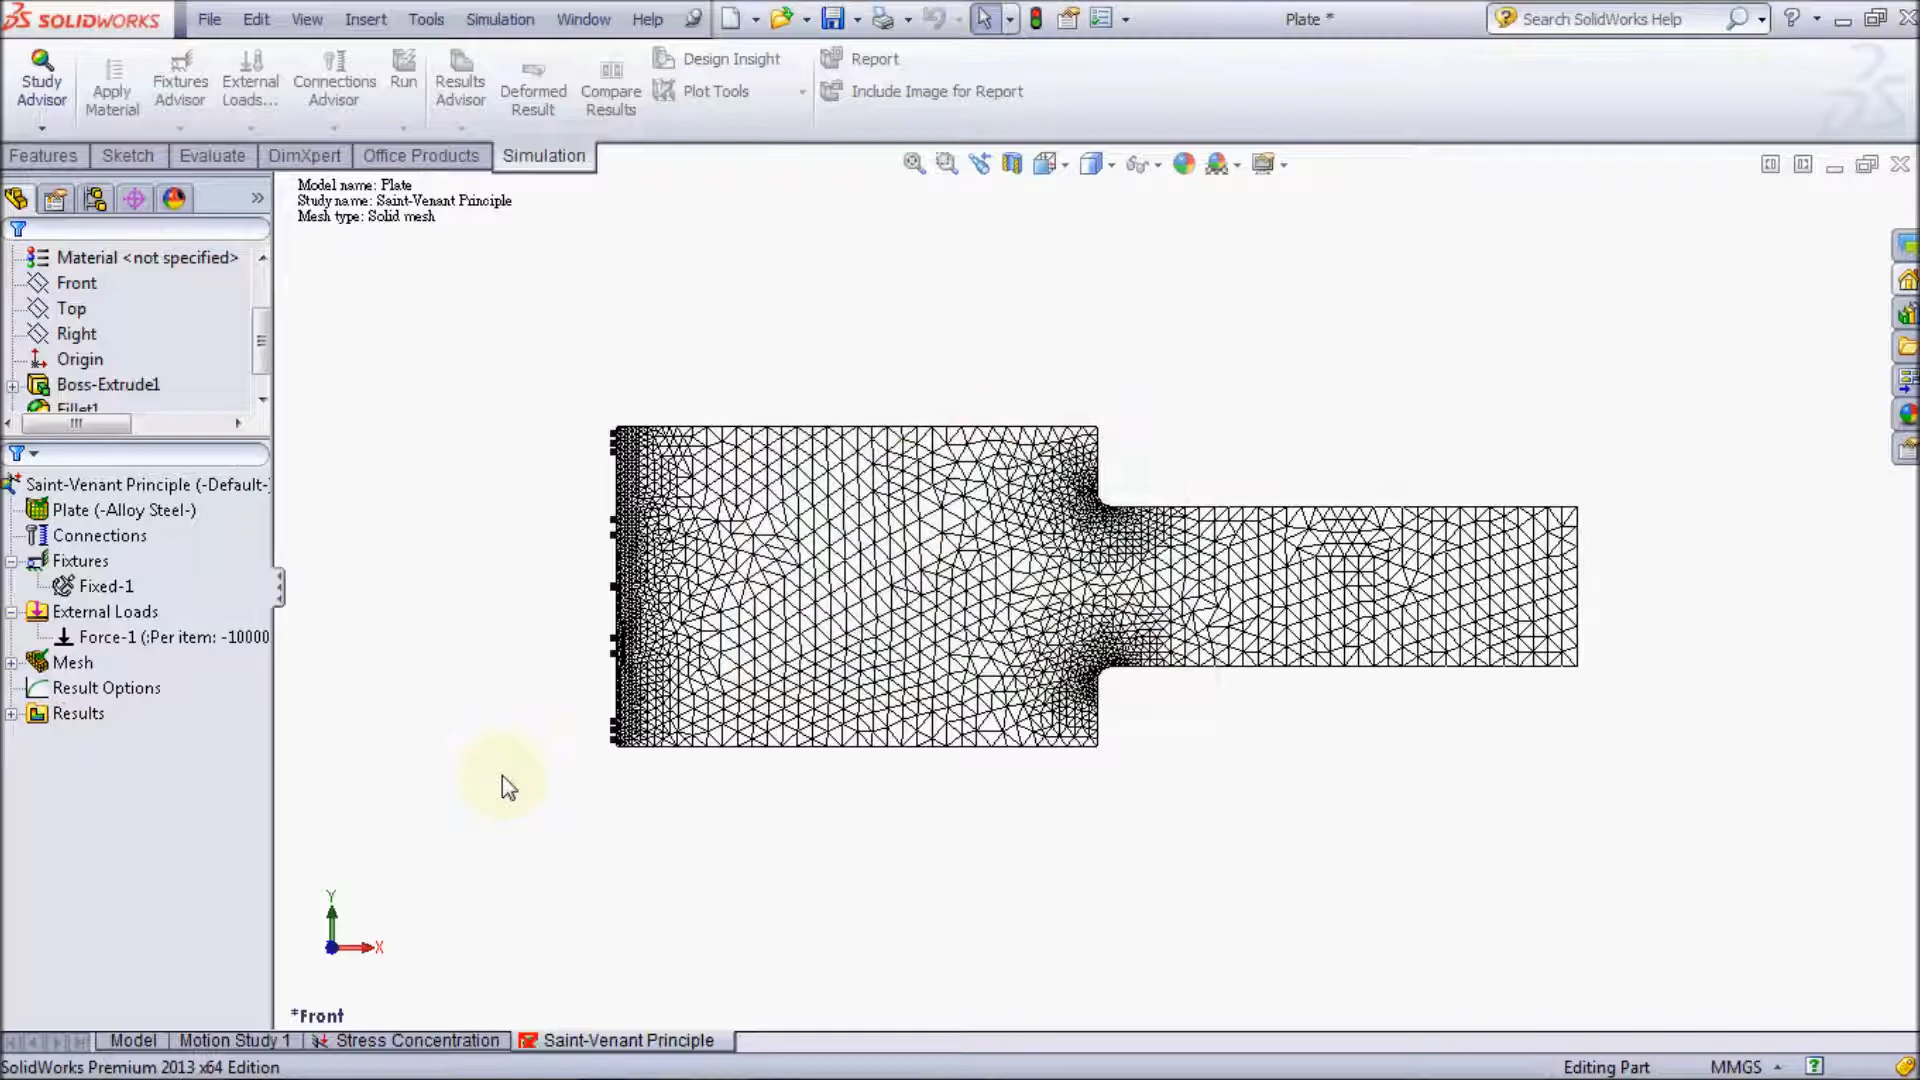 SOLIDWORKS
File Edit View Insert Tools Simulation Window Help
Plate *
Search SolidWorks Help
Study Advisor
Apply Material
Fixtures Advisor
External Loads...
Connections Advisor
Run
Results Advisor
Deformed Result
Compare Results
Design Insight
Plot Tools
Report
Include Image for Report
Features Sketch Evaluate DimXpert Office Products Simulation
Model name: Plate
Study name: Saint-Venant Principle
Mesh type: Solid mesh
Material <not specified>
Front
Top
Right
Origin
Boss-Extrude1
Fillet1
Saint-Venant Principle (-Default-
Plate (-Alloy Steel-)
Connections
Fixtures
Fixed-1
External Loads
Force-1 (:Per item: -10000
Mesh
Result Options
Results
Y
X
*Front
Model Motion Study 1 Stress Concentration Saint-Venant Principle
SolidWorks Premium 2013 x64 Edition
Editing Part
MMGS